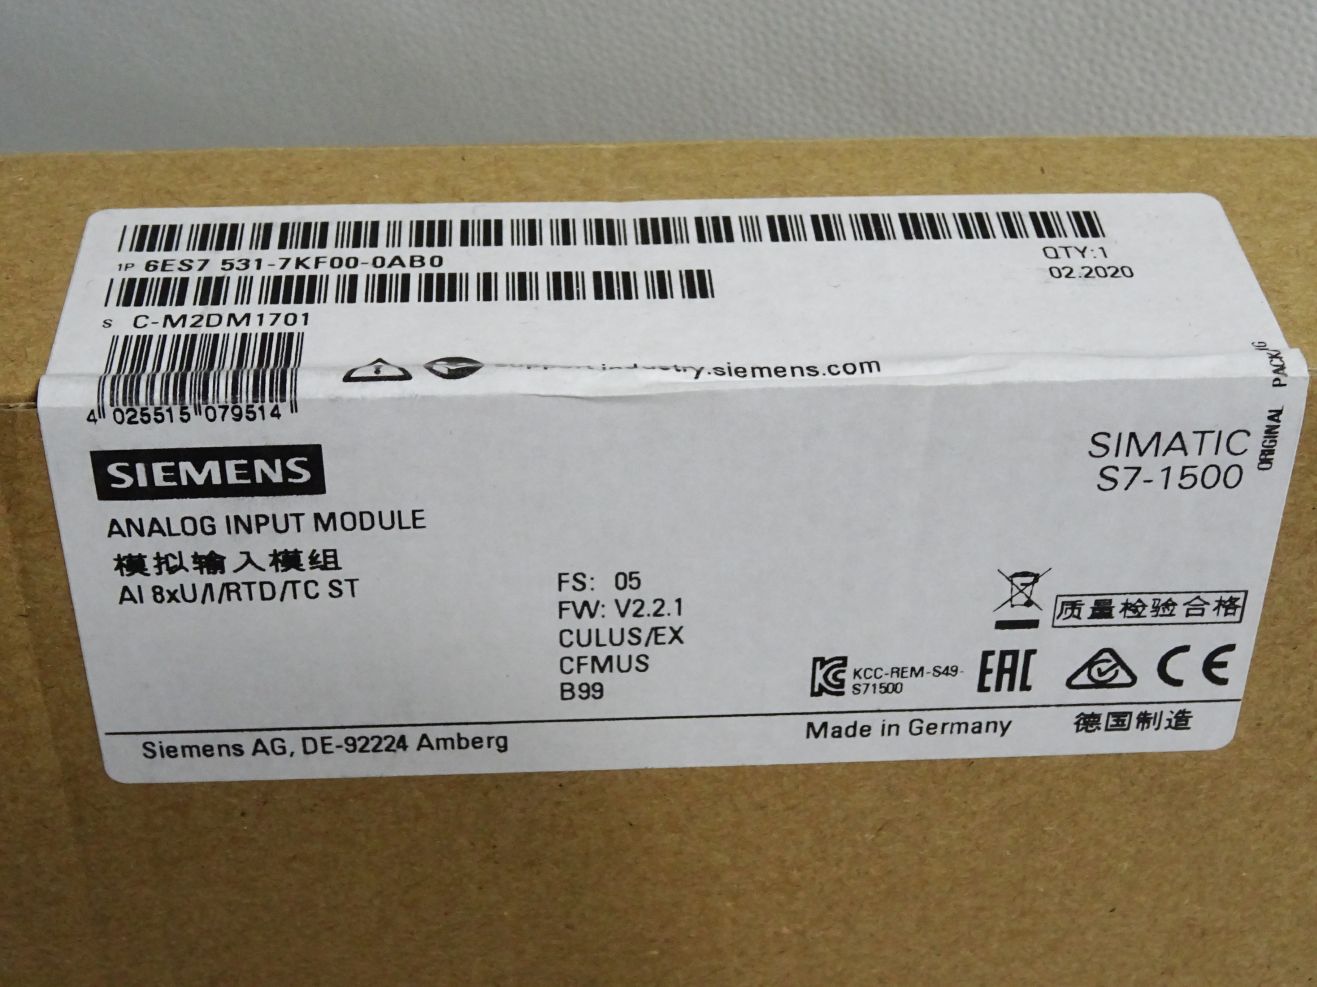 1P 6ES7 531-7KF00-0AB0
QTY:1
02.2020
S C-M2DM1701
support.industry.siemens.com
4 025515 079514
ORIGINAL PACK'G
SIEMENS
SIMATIC
S7-1500
ANALOG INPUT MODULE
模拟输入模组
AI 8xU/I/RTD/TC ST
FS: 05
FW: V2.2.1
CULUS/EX
CFMUS
B99
质量检验合格
KCC-REM-S49-
S71500
EAC
CE
Siemens AG, DE-92224 Amberg
Made in Germany 德国制造